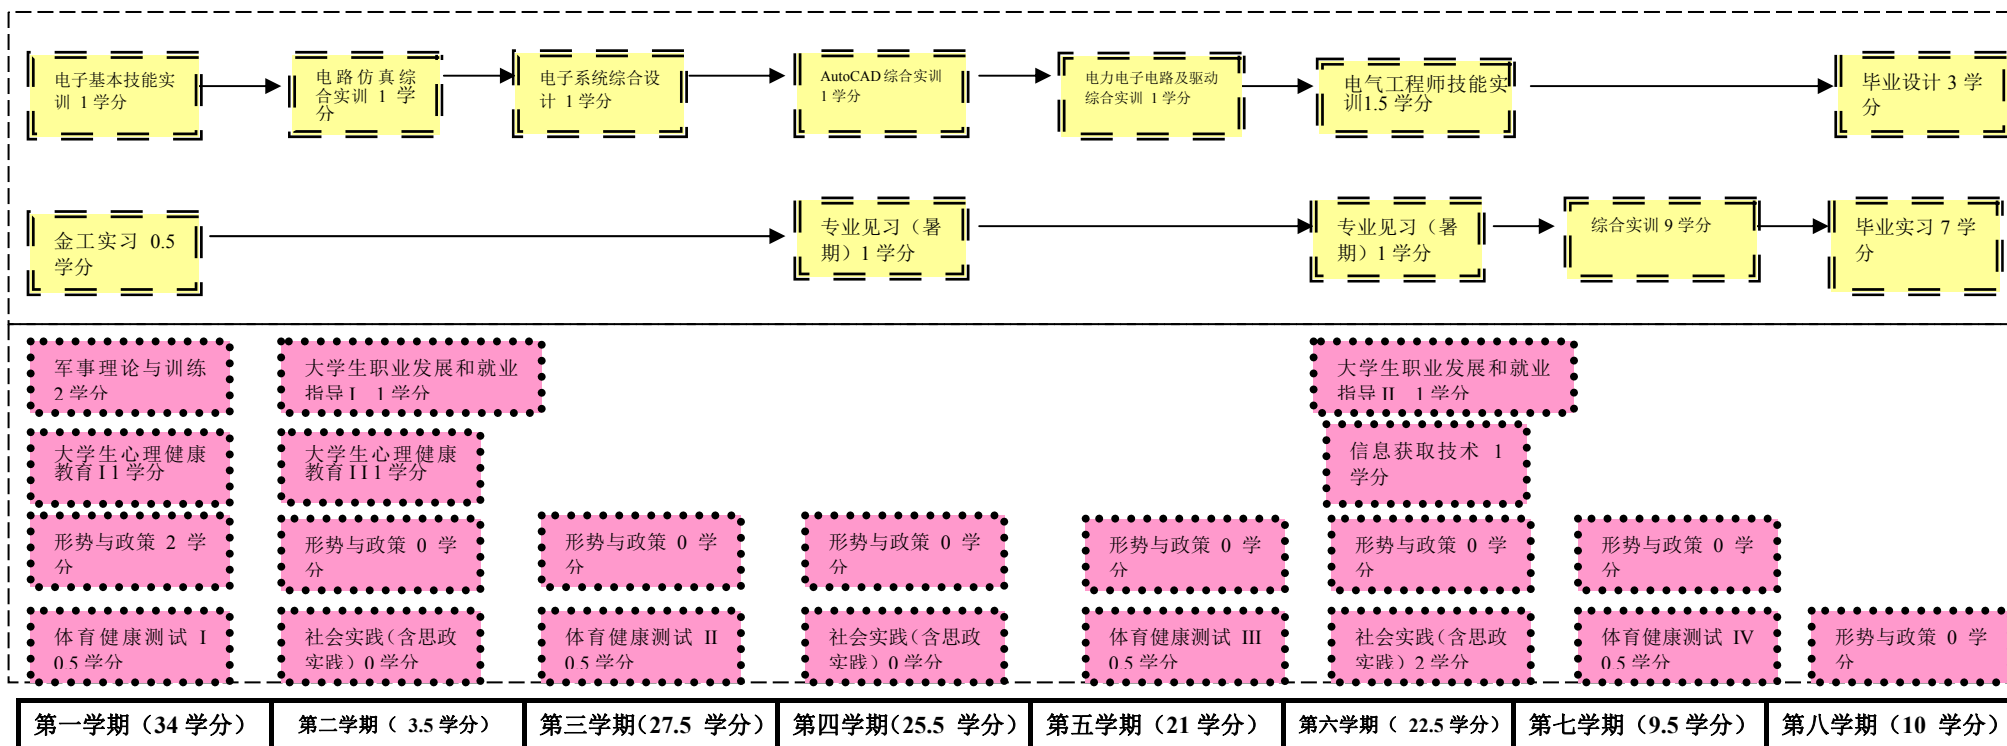 电子基本技能实
训 1 学分
电路仿真综
合实训 1 学
分
电子系统综合设
计 1 学分
AutoCAD 综合实训
1 学分
电力电子电路及驱动
综合实训 1 学分
电气工程师技能实
训1.5 学分
毕业设计 3 学
分
金工实习 0.5
学分
专业见习（暑
期）1 学分
专业见习（暑
期）1 学分
综合实训 9 学分
毕业实习 7 学
分
军事理论与训练
2 学分
大学生职业发展和就业
指导 I 1 学分
大学生职业发展和就业
指导 II 1 学分
大学生心理健康
教育 I 1 学分
大学生心理健康
教育 I I 1 学分
信息获取技术 1
学分
形势与政策 2 学
分
形势与政策 0 学
分
形势与政策 0 学
分
形势与政策 0 学
分
形势与政策 0 学
分
形势与政策 0 学
分
形势与政策 0 学
分
体育健康测试 I
0.5 学分
社会实践（含思政
实践）0 学分
体育健康测试 II
0.5 学分
社会实践（含思政
实践）0 学分
体育健康测试 III
0.5 学分
社会实践（含思政
实践）2 学分
体育健康测试 IV
0.5 学分
形势与政策 0 学
分
第一学期（34 学分）
第二学期（ 3.5 学分）
第三学期（27.5 学分）
第四学期（25.5 学分）
第五学期（21 学分）
第六学期（ 22.5 学分）
第七学期（9.5 学分）
第八学期（10 学分）